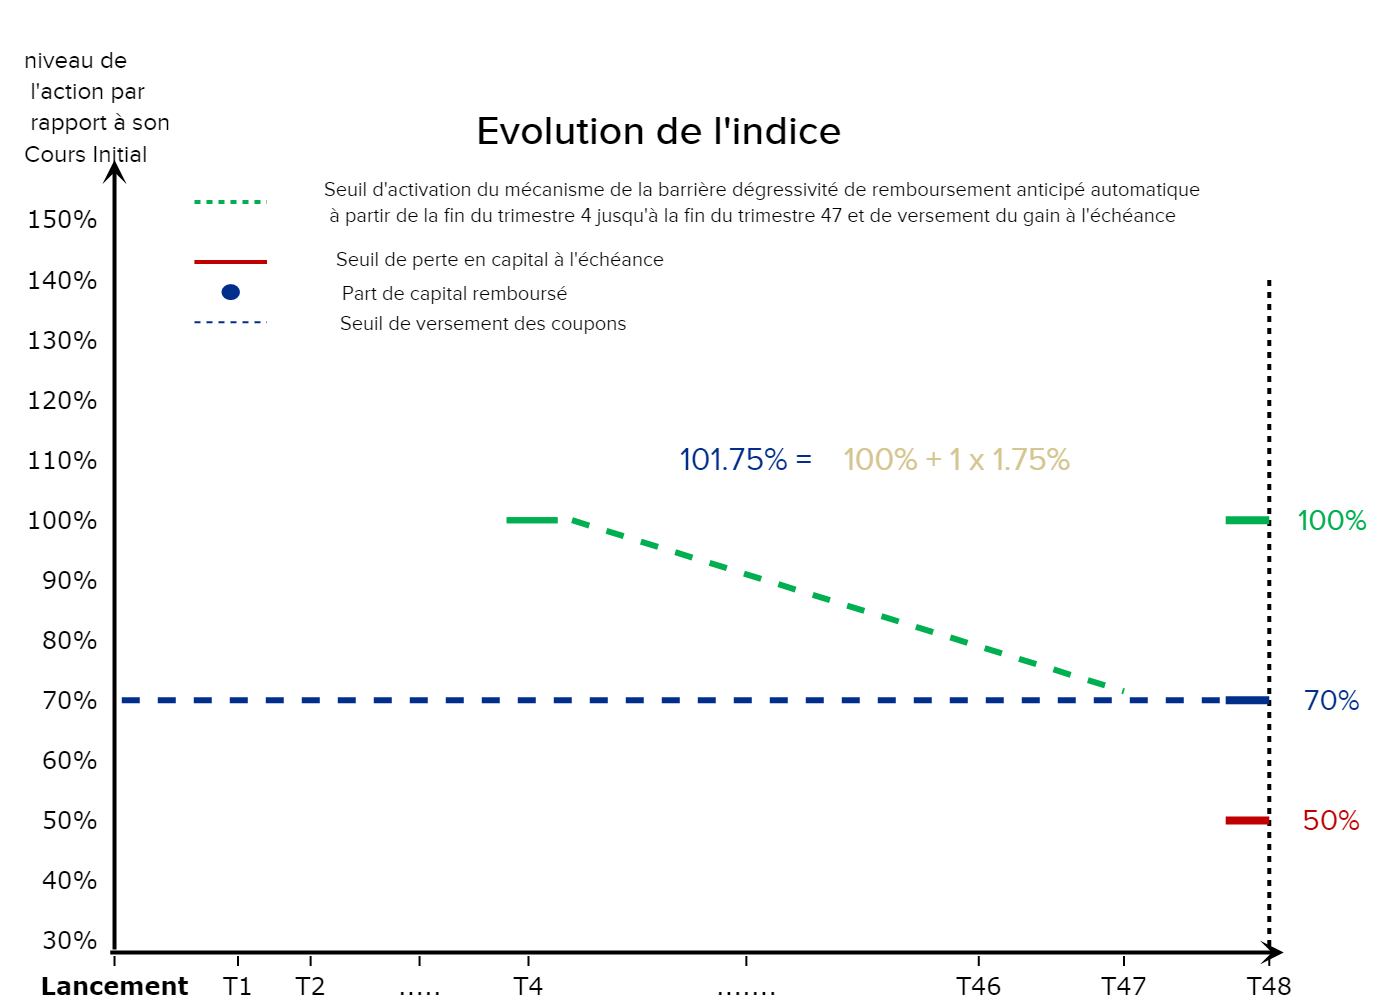 niveau de
l'action par
rapport à son
Cours Initial
Evolution de l'indice
Seuil d'activation du mécanisme de la barrière dégressivité de remboursement anticipé automatique
à partir de la fin du trimestre 4 jusqu'à la fin du trimestre 47 et de versement du gain à l'échéance
Seuil de perte en capital à l'échéance
Part de capital remboursé
Seuil de versement des coupons
150%
140%
130%
120%
110%
101.75% = 100% + 1 x 1.75%
100%
100%
90%
80%
70%
70%
60%
50%
50%
40%
30%
Lancement T1 T2 ..... T4 ....... T46 T47 T48